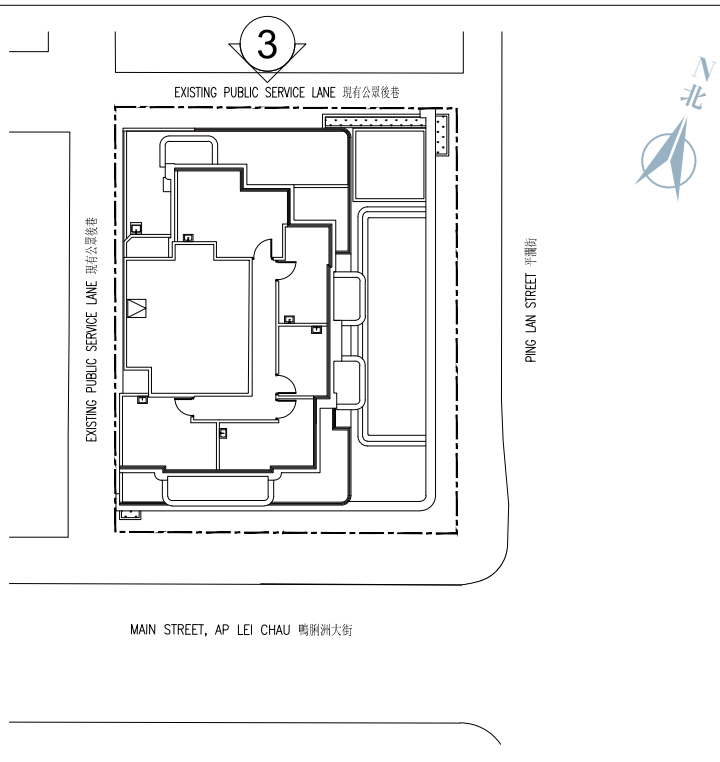 3
EXISTING PUBLIC SERVICE LANE 現有公眾後巷
N
北
EXISTING PUBLIC SERVICE LANE 現有公眾後巷
PING LAN STREET 平瀾街
MAIN STREET, AP LEI CHAU 鴨脷洲大街